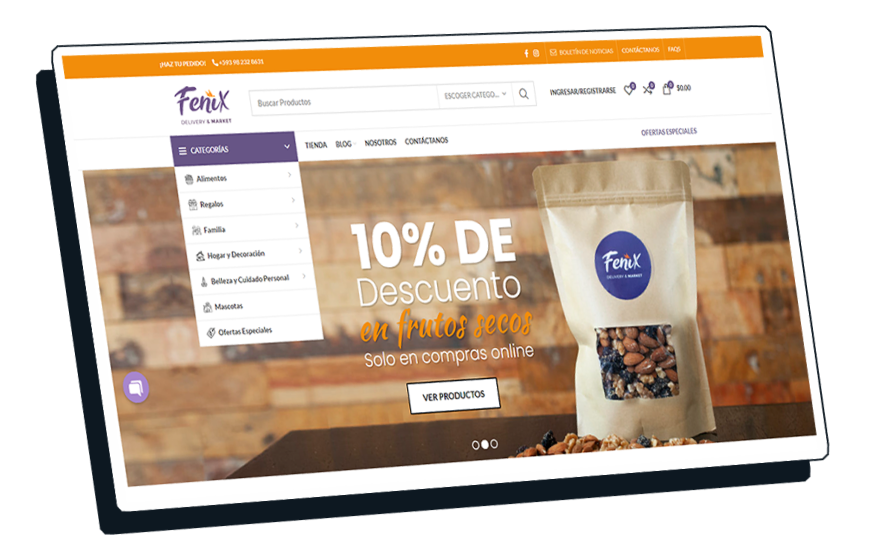 ¡HAZ TU PEDIDO! +593 98 232 8631
BOLETÍN DE NOTICIAS CONTÁCTANOS FAQS
Fenix
DELIVERY & MARKET
Buscar Productos
ESCOGER CATEGO...
INGRESAR/REGISTRARSE 0 0 0 $0.00
CATEGORÍAS
TIENDA BLOG NOSOTROS CONTÁCTANOS
OFERTAS ESPECIALES
Alimentos
Regalos
Familia
Hogar y Decoración
Belleza y Cuidado Personal
Mascotas
Ofertas Especiales
10% DE
Descuento
en frutos secos
Solo en compras online
VER PRODUCTOS
Fenix
DELIVERY & MARKET